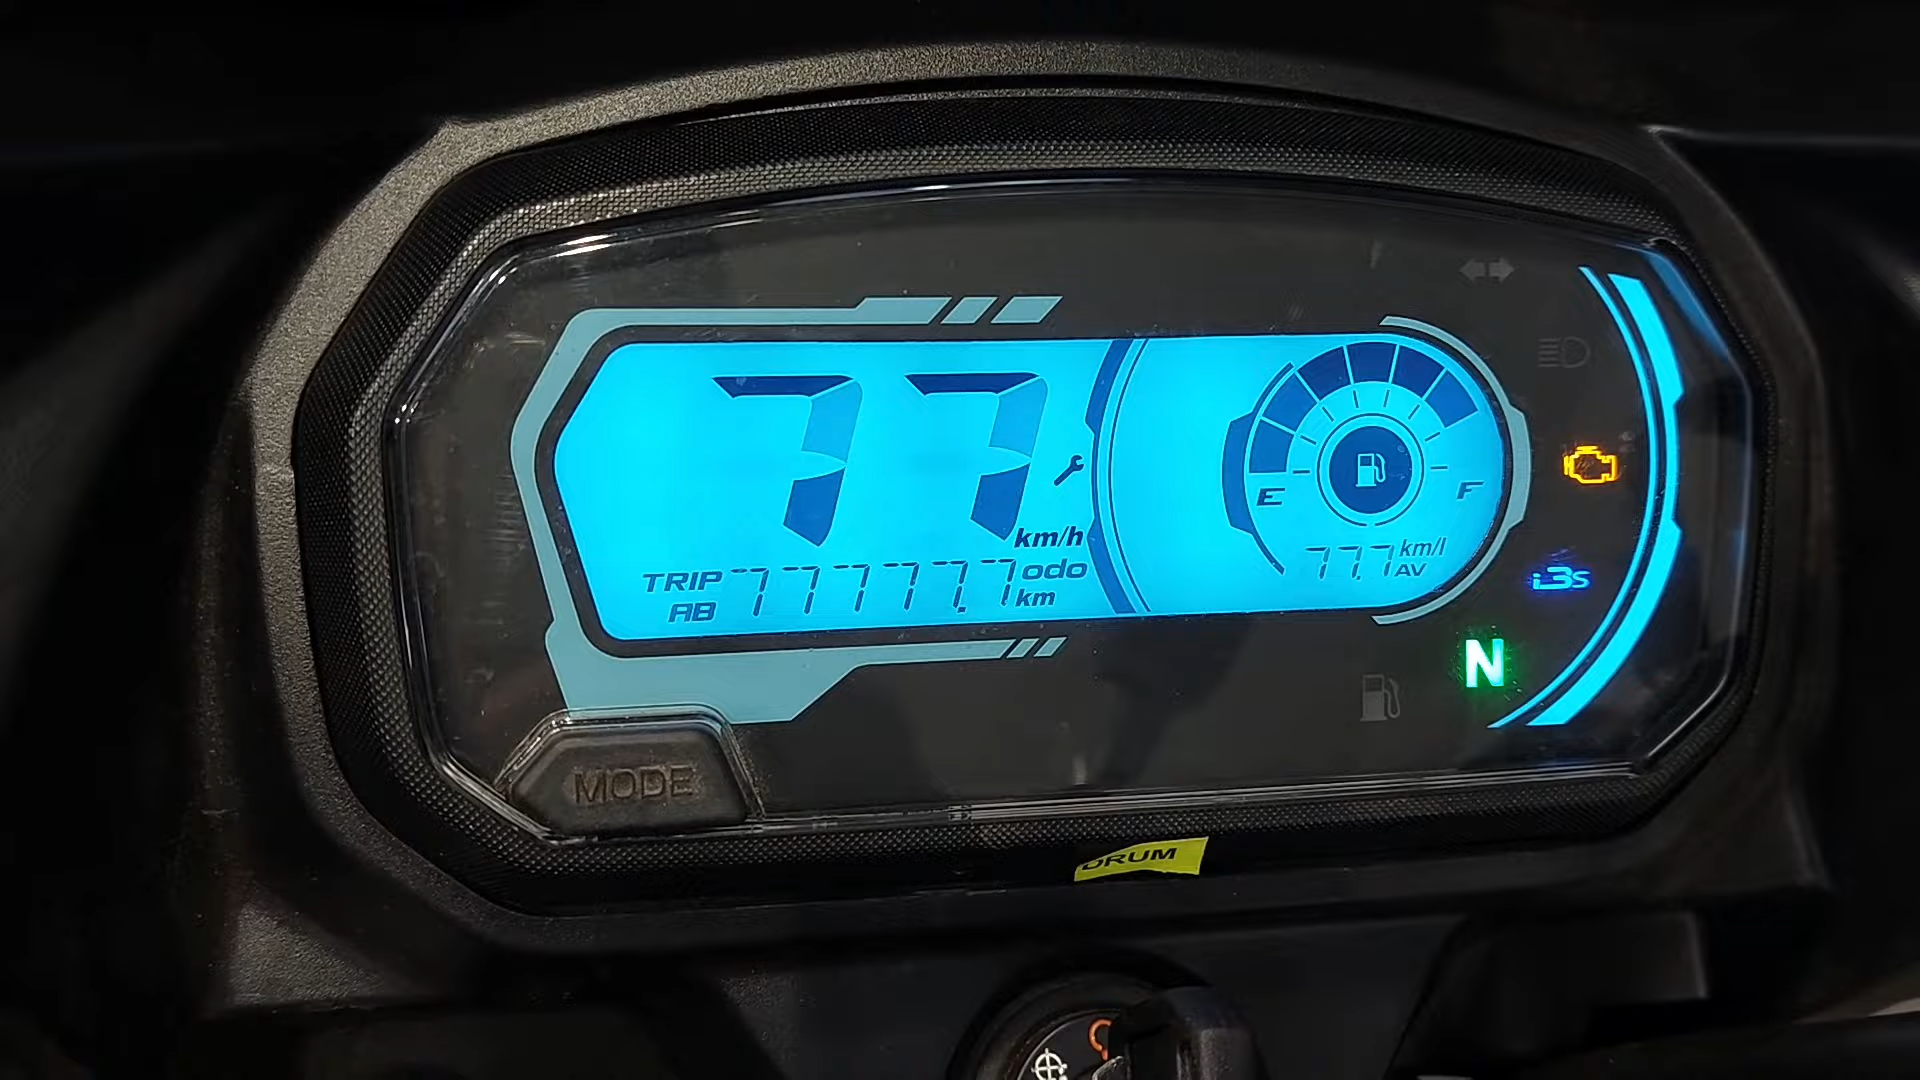 77
km/h
TRIP 77777.7 odo
AB km
E F
77.7 km/l
AV
i3s
N
MODE
DRUM